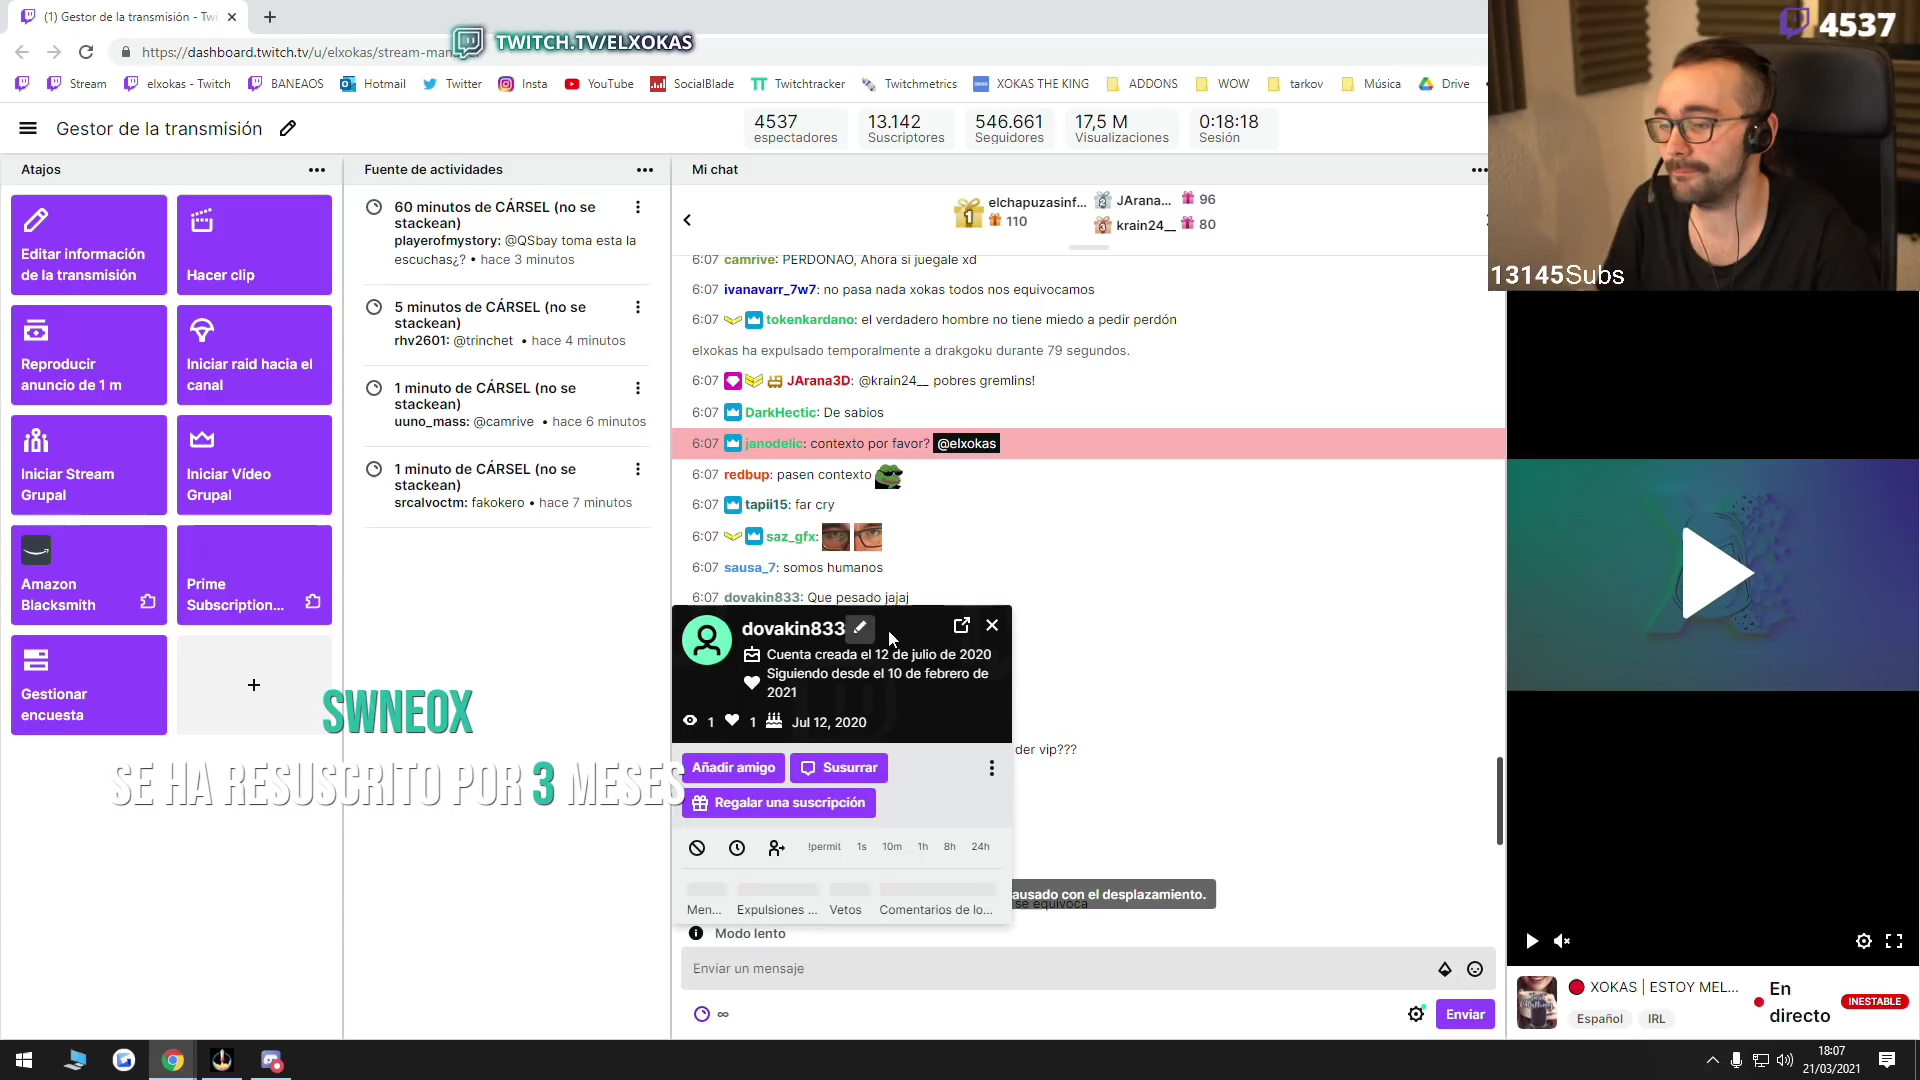 (1) Gestor de la transmisión - Twi
https://dashboard.twitch.tv/u/elxokas/stream-man
TWITCH.TV/ELXOKAS
4537
Stream
elxokas - Twitch
BANEAOS
Hotmail
Twitter
Insta
YouTube
SocialBlade
Twitchtracker
Twitchmetrics
XOKAS THE KING
ADDONS
WOW
tarkov
Música
Drive
Gestor de la transmisión
4537
espectadores
13.142
Suscriptores
546.661
Seguidores
17,5 M
Visualizaciones
0:18:18
Sesión
13145Subs
Atajos
Editar información
de la transmisión
Hacer clip
Reproducir
anuncio de 1 m
Iniciar raid hacia el
canal
Iniciar Stream
Grupal
Iniciar Vídeo
Grupal
Amazon
Blacksmith
Prime
Subscription...
Gestionar
encuesta
SWNEOX
SE HA RESUSCRITO POR 3 MESES
Fuente de actividades
60 minutos de CÁRSEL (no se
stackean)
playerofmystory: @QSbay toma esta la
escuchas¿? • hace 3 minutos
5 minutos de CÁRSEL (no se
stackean)
rhv2601: @trinchet • hace 4 minutos
1 minuto de CÁRSEL (no se
stackean)
uuno_mass: @camrive • hace 6 minutos
1 minuto de CÁRSEL (no se
stackean)
srcalvoctm: fakokero • hace 7 minutos
Mi chat
1
elchapuzasinf...
110
2 JArana... 96
3 krain24__ 80
6:07 camrive: PERDONAO, Ahora si juegale xd
6:07 ivanavarr_7w7: no pasa nada xokas todos nos equivocamos
6:07 tokenkardano: el verdadero hombre no tiene miedo a pedir perdón
elxokas ha expulsado temporalmente a drakgoku durante 79 segundos.
6:07 JArana3D: @krain24__ pobres gremlins!
6:07 DarkHectic: De sabios
6:07 janodelic: contexto por favor? @elxokas
6:07 redbup: pasen contexto
6:07 tapii15: far cry
6:07 saz_gfx:
6:07 sausa_7: somos humanos
6:07 dovakin833: Que pesado jajaj
dovakin833
Cuenta creada el 12 de julio de 2020
Siguiendo desde el 10 de febrero de
2021
1 1 Jul 12, 2020
der vip???
Añadir amigo
Susurrar
Regalar una suscripción
!permit 1s 10m 1h 8h 24h
Men... Expulsiones ... Vetos Comentarios de lo...
ausado con el desplazamiento.
se equivoca
Modo lento
Enviar un mensaje
∞
Enviar
XOKAS | ESTOY MEL...
Español
IRL
En
directo
INESTABLE
18:07
21/03/2021